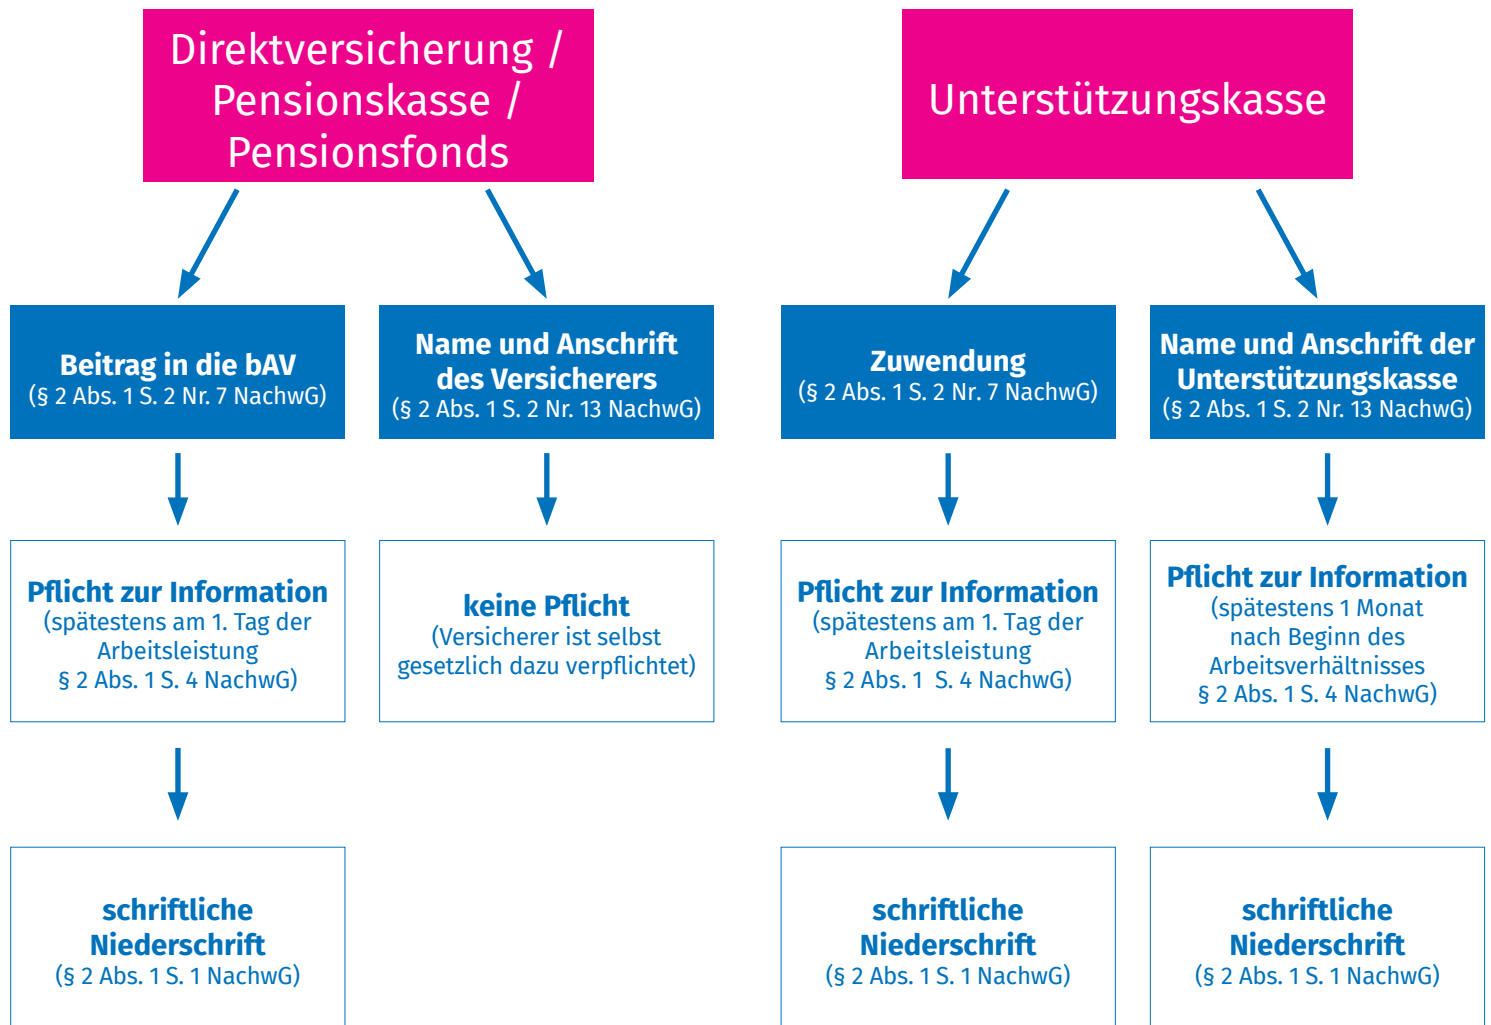 Direktversicherung /
Pensionskasse /
Pensionsfonds
Unterstützungskasse
Beitrag in die bAV
(§ 2 Abs. 1 S. 2 Nr. 7 NachwG)
Name und Anschrift
des Versicherers
(§ 2 Abs. 1 S. 2 Nr. 13 NachwG)
Zuwendung
(§ 2 Abs. 1 S. 2 Nr. 7 NachwG)
Name und Anschrift der
Unterstützungskasse
(§ 2 Abs. 1 S. 2 Nr. 13 NachwG)
Pflicht zur Information
(spätestens am 1. Tag der
Arbeitsleistung
§ 2 Abs. 1 S. 4 NachwG)
keine Pflicht
(Versicherer ist selbst
gesetzlich dazu verpflichtet)
Pflicht zur Information
(spätestens am 1. Tag der
Arbeitsleistung
§ 2 Abs. 1  S. 4 NachwG)
Pflicht zur Information
(spätestens 1 Monat
nach Beginn des
Arbeitsverhältnisses
§ 2 Abs. 1 S. 4 NachwG)
schriftliche
Niederschrift
(§ 2 Abs. 1 S. 1 NachwG)
schriftliche
Niederschrift
(§ 2 Abs. 1 S. 1 NachwG)
schriftliche
Niederschrift
(§ 2 Abs. 1 S. 1 NachwG)